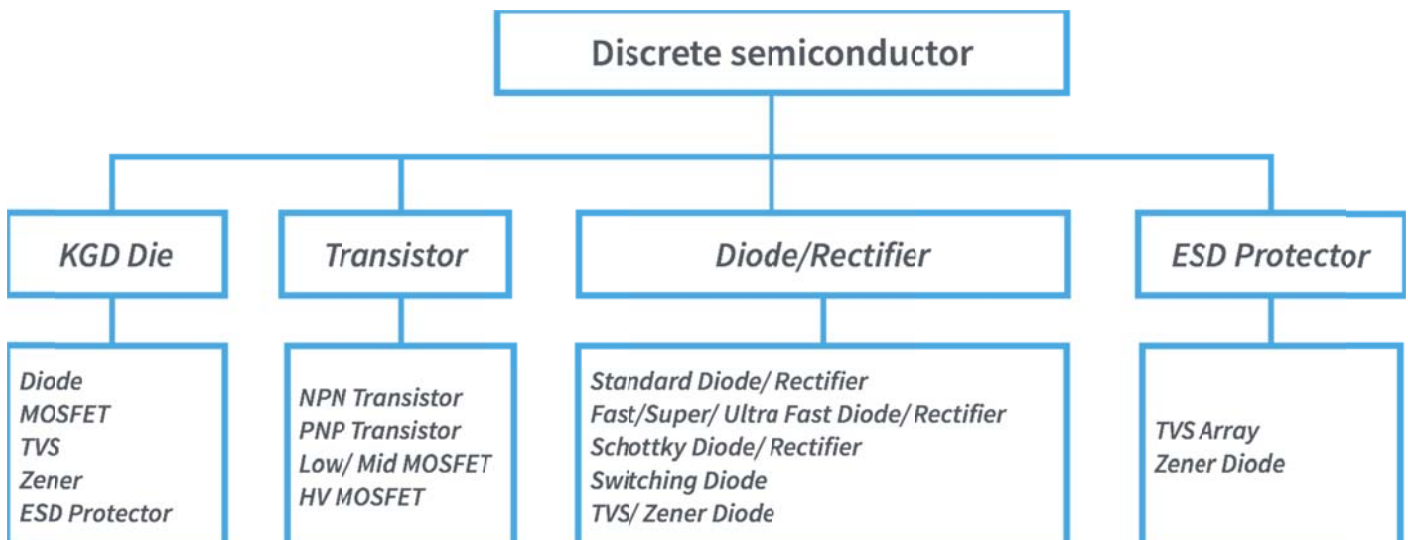 Discrete semiconductor
KGD Die
Transistor
Diode/Rectifier
ESD Protector
Diode
MOSFET
TVS
Zener
ESD Protector
NPN Transistor
PNP Transistor
Low/ Mid MOSFET
HV MOSFET
Standard Diode/ Rectifier
Fast/Super/ Ultra Fast Diode/ Rectifier
Schottky Diode/ Rectifier
Switching Diode
TVS/ Zener Diode
TVS Array
Zener Diode